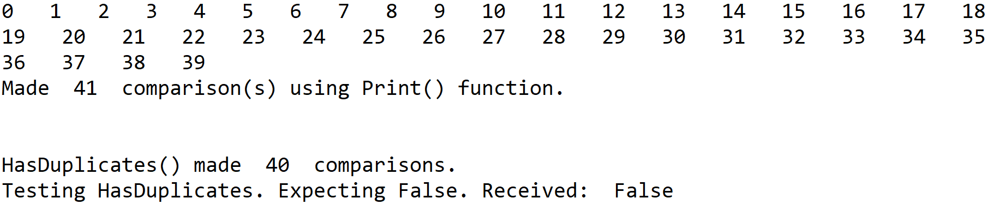 0   1   2   3   4   5   6   7   8   9   10   11   12   13   14   15   16   17   18
19   20   21   22   23   24   25   26   27   28   29   30   31   32   33   34   35
36   37   38   39
Made  41  comparison(s) using Print() function.
HasDuplicates() made  40  comparisons.
Testing HasDuplicates. Expecting False. Received:  False